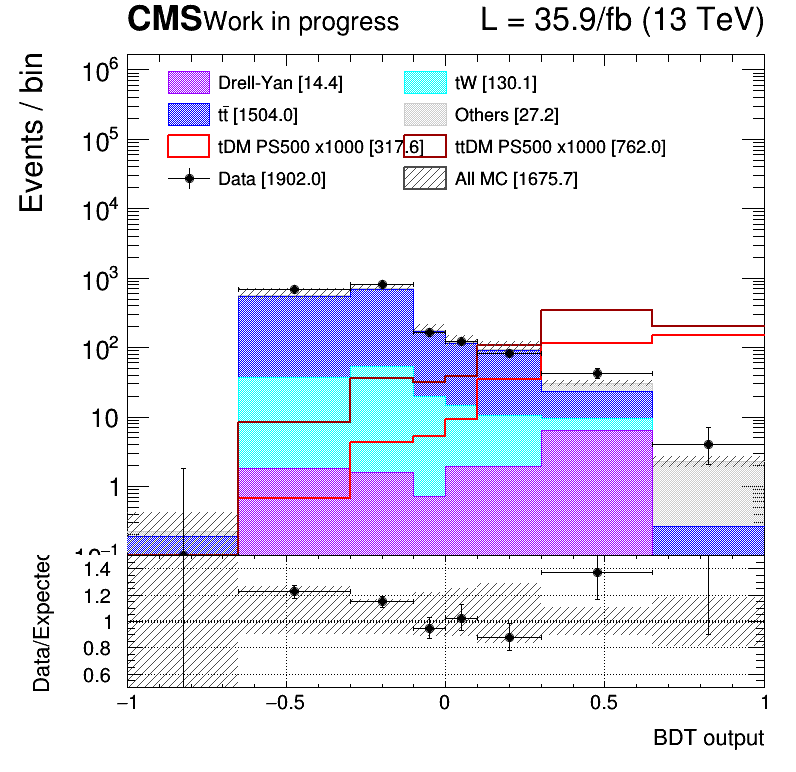 CMS Work in progress L = 35.9/fb (13 TeV)
Events / bin
Drell-Yan [14.4] tW [130.1]
tt̄ [1504.0] Others [27.2]
tDM PS500 x1000 [317.6] ttDM PS500 x1000 [762.0]
Data [1902.0] All MC [1675.7]
10⁶
10⁵
10⁴
10³
10²
10
1
10⁻¹
Data/Expected
1.4
1.2
1
0.8
0.6
−1 −0.5 0 0.5 1
BDT output